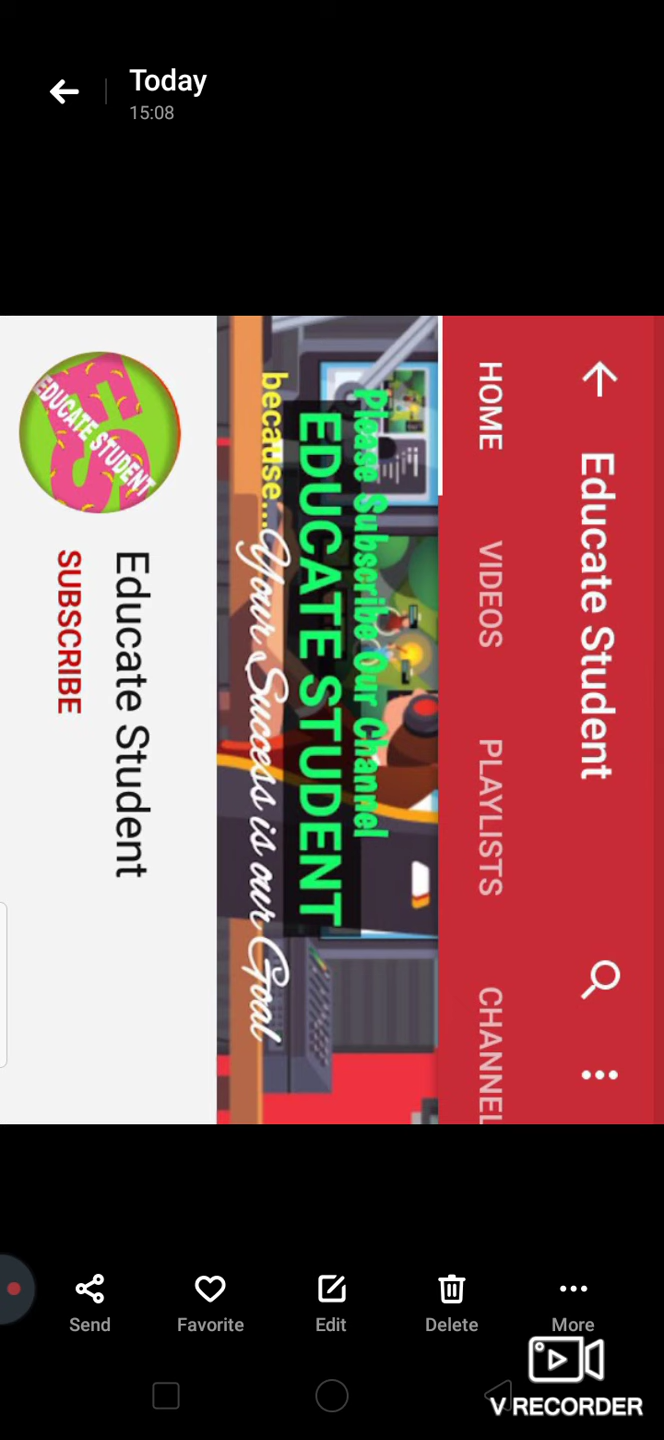 Today
15:08
Educate Student
HOME
VIDEOS
PLAYLISTS
CHANNEL
Please Subscribe Our Channel
EDUCATE STUDENT
because...Your Success is our Goal
ES
EDUCATE STUDENT
Educate Student
SUBSCRIBE
Send
Favorite
Edit
Delete
More
V RECORDER